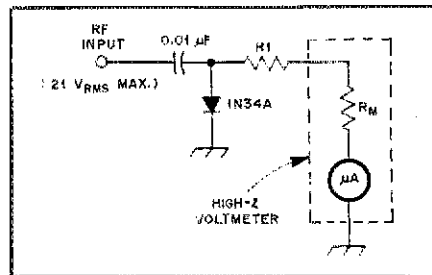 RF
INPUT
0.01 µF
R1
(21 VRMS MAX.)
1N34A
RM
µA
HIGH-Z
VOLTMETER